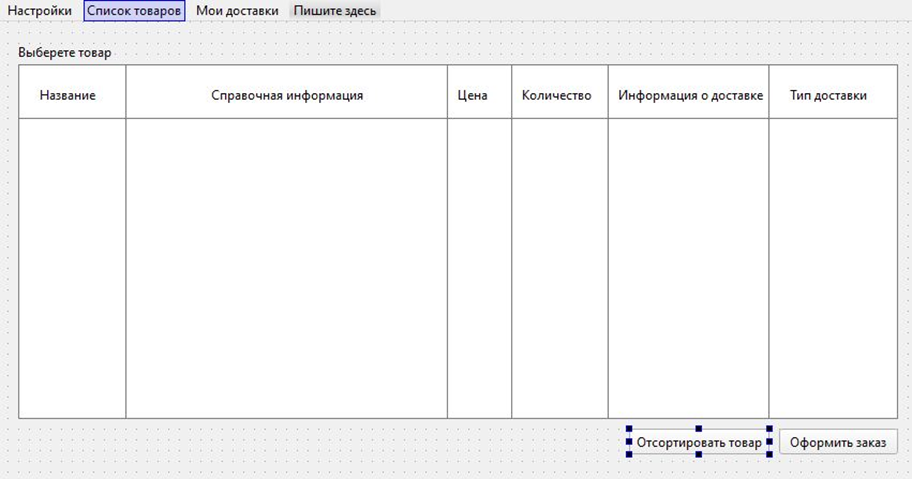 Настройки Список товаров Мои доставки Пишите здесь
Выберете товар
Название Справочная информация Цена Количество Информация о доставке Тип доставки
Отсортировать товар Оформить заказ